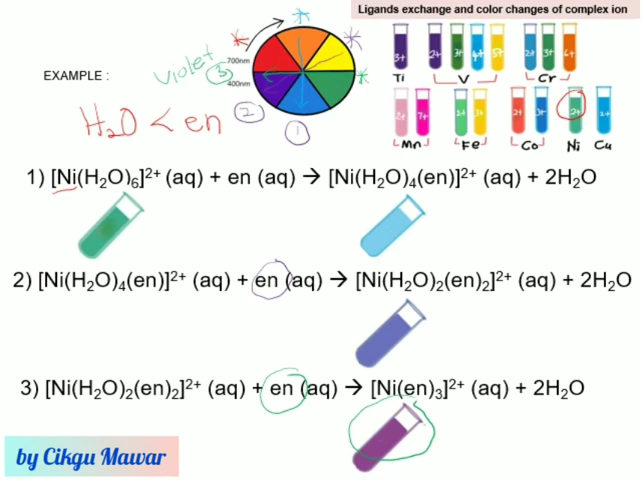 Ligands exchange and color changes of complex ion
EXAMPLE :
violet ③
700nm
400nm
②
①
H₂O < en
3+ 2+ 3+ 4+ 5+ 2+ 3+ 6+
Ti V Cr
2+ 7+ 2+ 3+ 2+ 3+ 2+ 2+
Mn Fe Co Ni Cu
1) [Ni(H₂O)₆]²⁺ (aq) + en (aq) → [Ni(H₂O)₄(en)]²⁺ (aq) + 2H₂O
2) [Ni(H₂O)₄(en)]²⁺ (aq) + en (aq) → [Ni(H₂O)₂(en)₂]²⁺ (aq) + 2H₂O
3) [Ni(H₂O)₂(en)₂]²⁺ (aq) + en (aq) → [Ni(en)₃]²⁺ (aq) + 2H₂O
by Cikgu Mawar